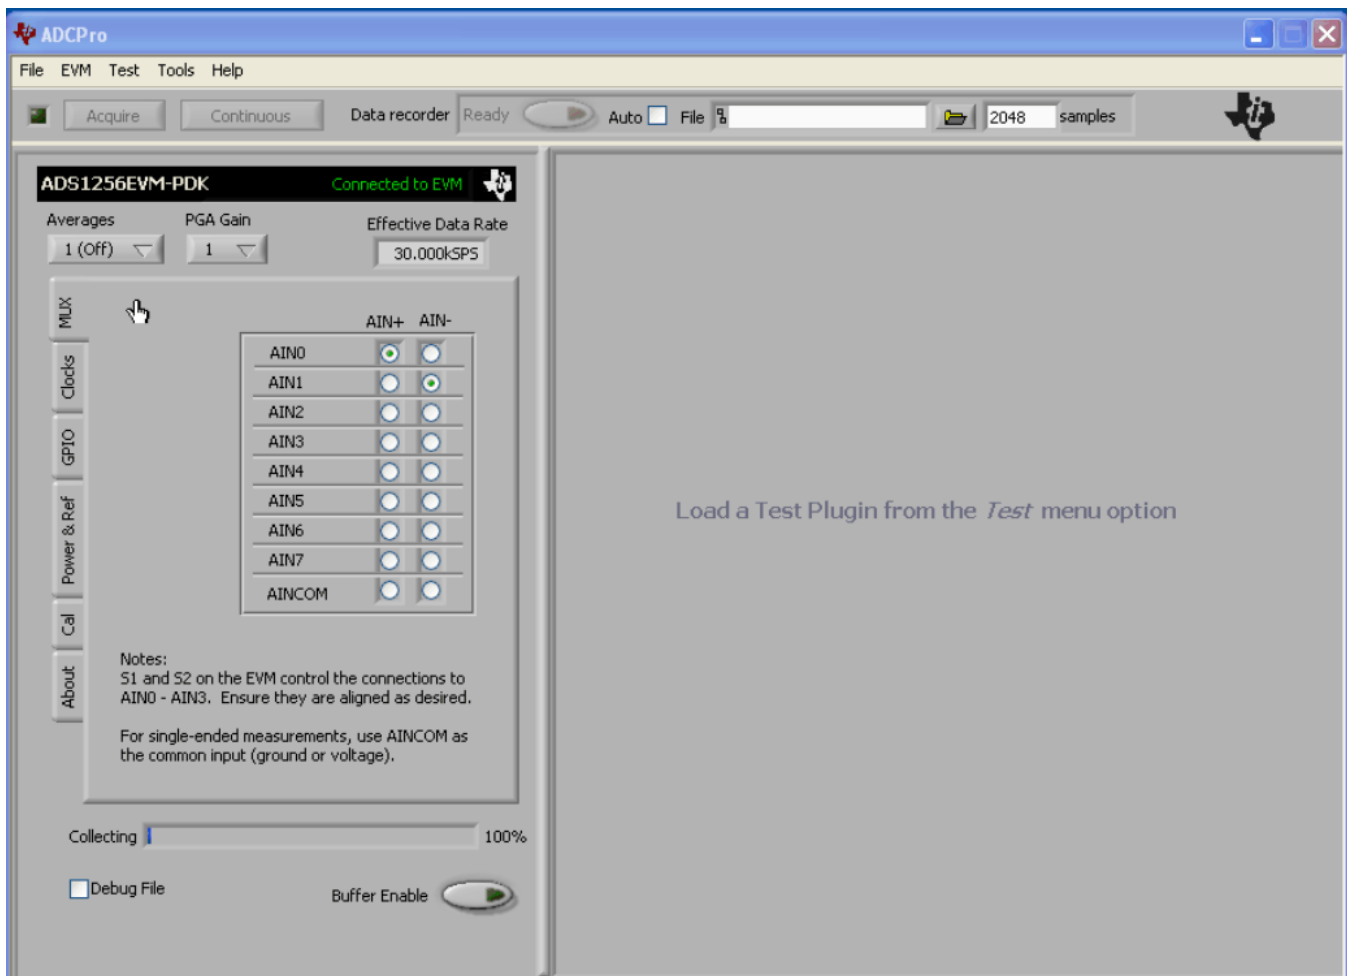 ADCPro
File EVM Test Tools Help
Acquire Continuous Data recorder Ready Auto File 2048 samples
ADS1256EVM-PDK Connected to EVM
Averages PGA Gain Effective Data Rate
1 (Off) 1 30.000kSPS
MUX
Clocks
GPIO
Power & Ref
Cal
About
AIN+ AIN-
AIN0
AIN1
AIN2
AIN3
AIN4
AIN5
AIN6
AIN7
AINCOM
Notes:
S1 and S2 on the EVM control the connections to
AIN0 - AIN3. Ensure they are aligned as desired.
For single-ended measurements, use AINCOM as
the common input (ground or voltage).
Collecting 100%
Debug File Buffer Enable
Load a Test Plugin from the Test menu option